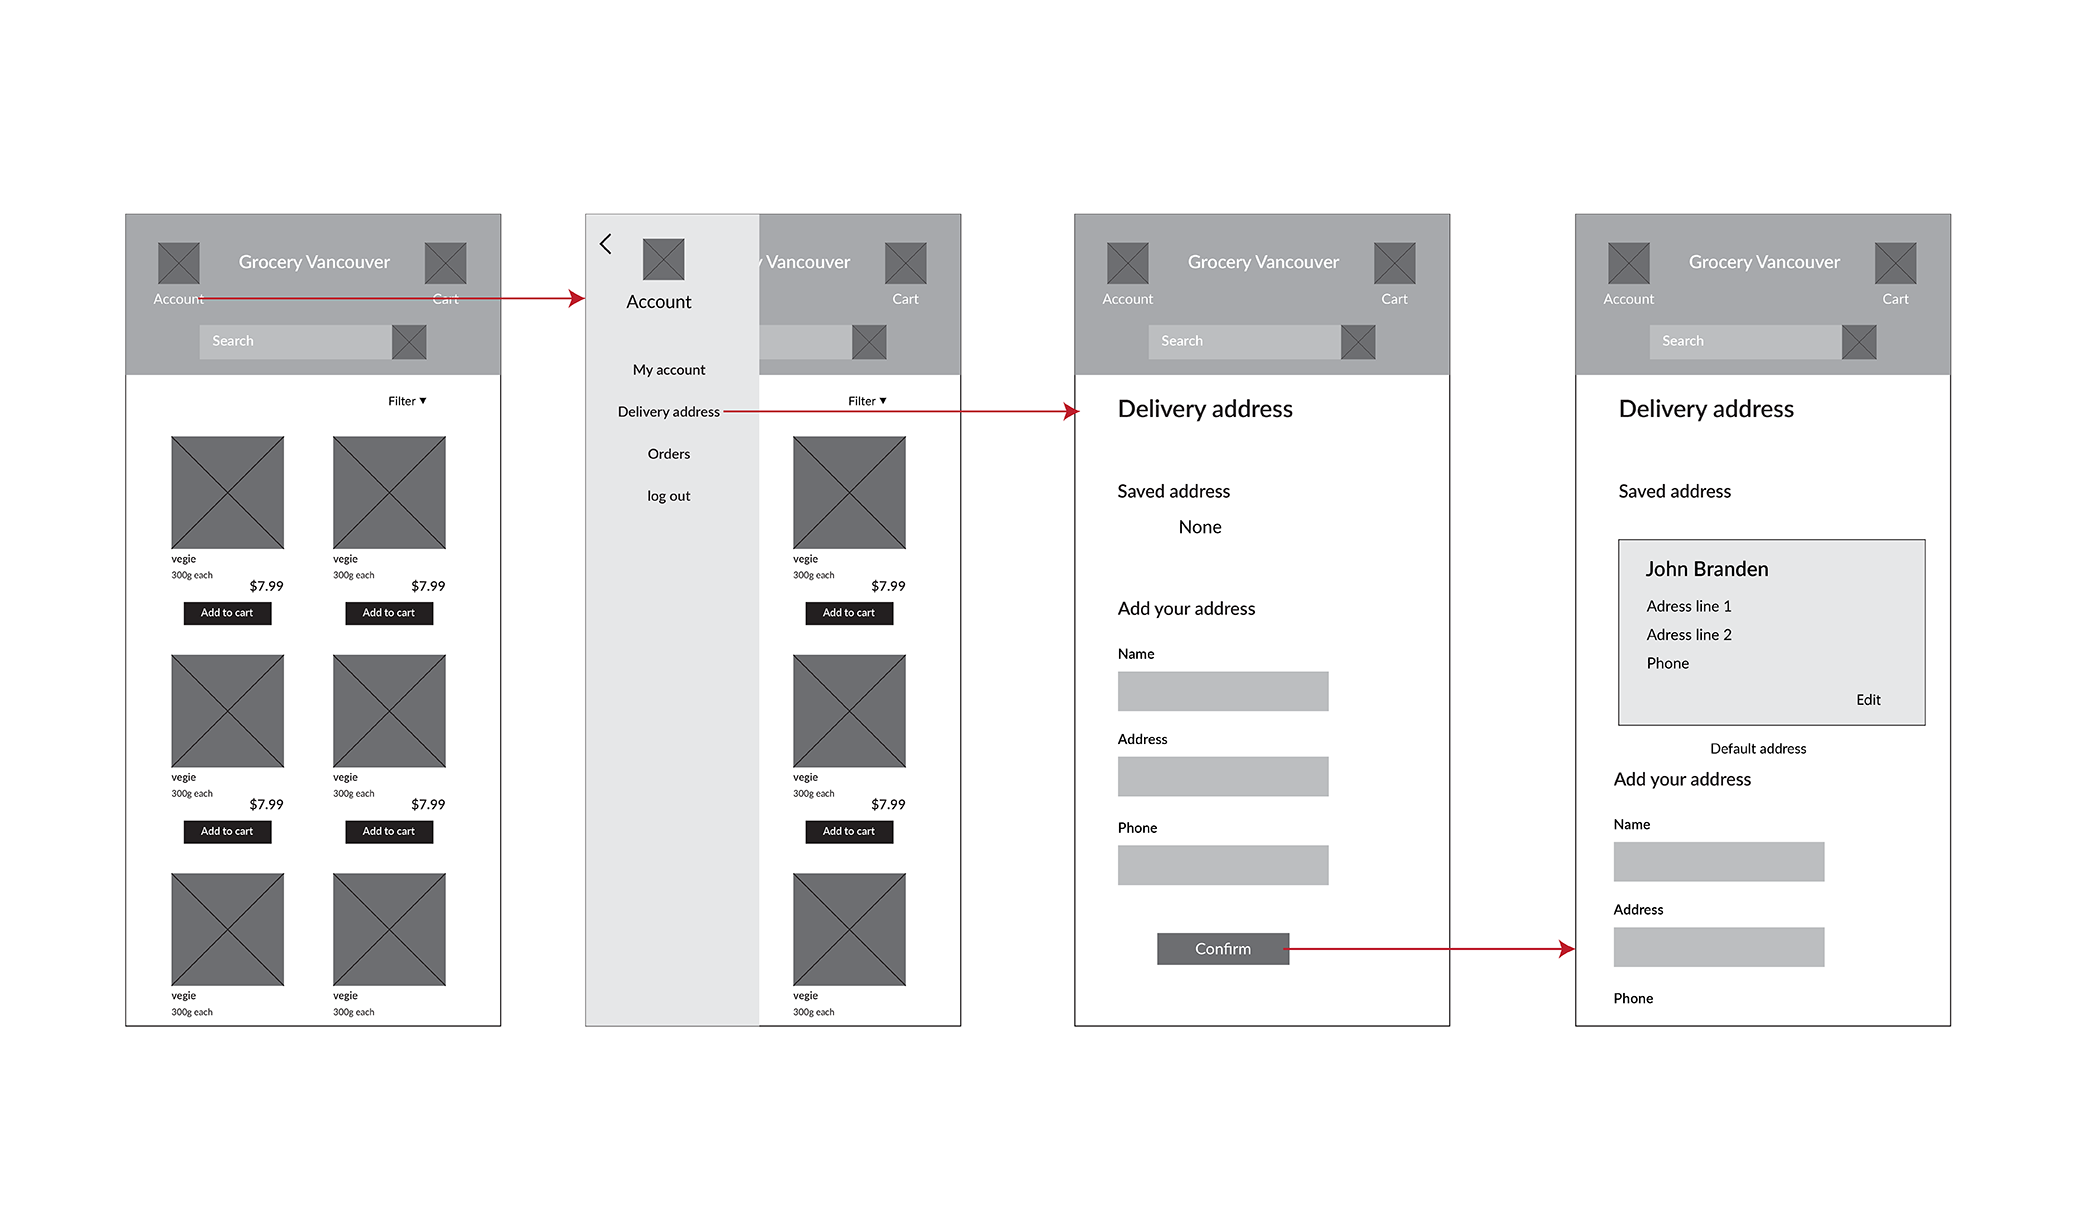 Grocery Vancouver
Account
Cart
Search
Filter ▼
vegie vegie
300g each 300g each
$7.99 $7.99
Add to cart Add to cart
vegie vegie
300g each 300g each
$7.99 $7.99
Add to cart Add to cart
vegie vegie
300g each 300g each
y Vancouver
Account
Cart
My account
Delivery address
Orders
log out
Filter ▼
vegie
300g each
$7.99
Add to cart
vegie
300g each
$7.99
Add to cart
vegie
300g each
Grocery Vancouver
Account
Cart
Search
Delivery address
Saved address
None
Add your address
Name
Address
Phone
Confirm
Grocery Vancouver
Account
Cart
Search
Delivery address
Saved address
John Branden
Adress line 1
Adress line 2
Phone
Edit
Default address
Add your address
Name
Address
Phone